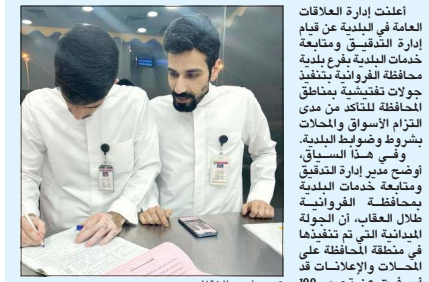 أعلنت إدارة العلاقات
العامة في البلدية عن قيام
إدارة التدقيق ومتابعة
خدمات البلدية بفرع بلدية
محافظة الفروانية بتنفيذ
جولات تفتيشية بمناطق
المحافظة للتأكد من مدى
التزام الأسواق والمحلات
بشروط وضوابط البلدية.
وفي هذا السياق،
أوضح مدير إدارة التدقيق
ومتابعة خدمات البلدية
بمحافظة الفروانية
طلال العقاب، أن الجولة
الميدانية التي تم تنفيذها
في منطقة المحافظة على
المحلات والإعلانات قد